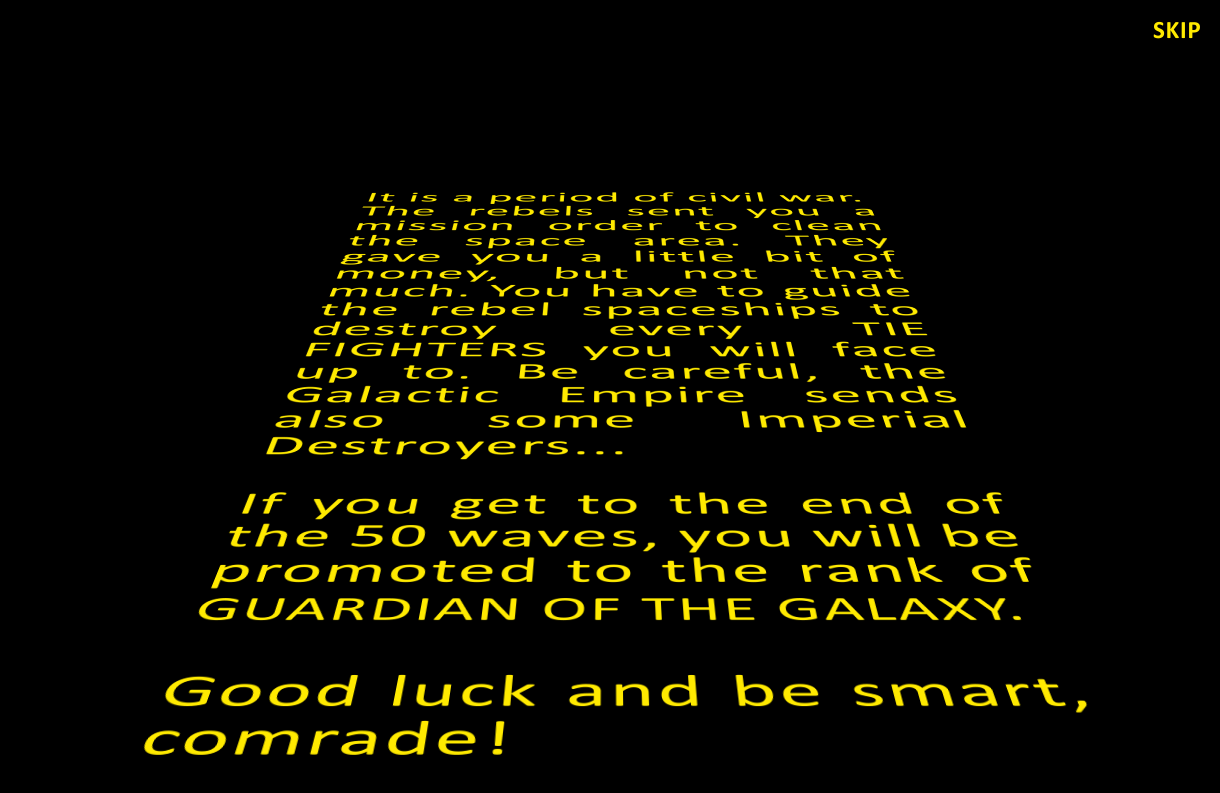 SKIP
It is a period of civil war.
The rebels sent you a
mission order to clean
the space area. They
gave you a little bit of
money, but not that
much. You have to guide
the rebel spaceships to
destroy every TIE
FIGHTERS you will face
up to. Be careful, the
Galactic Empire sends
also some Imperial
Destroyers...
If you get to the end of
the 50 waves, you will be
promoted to the rank of
GUARDIAN OF THE GALAXY.
Good luck and be smart,
comrade!